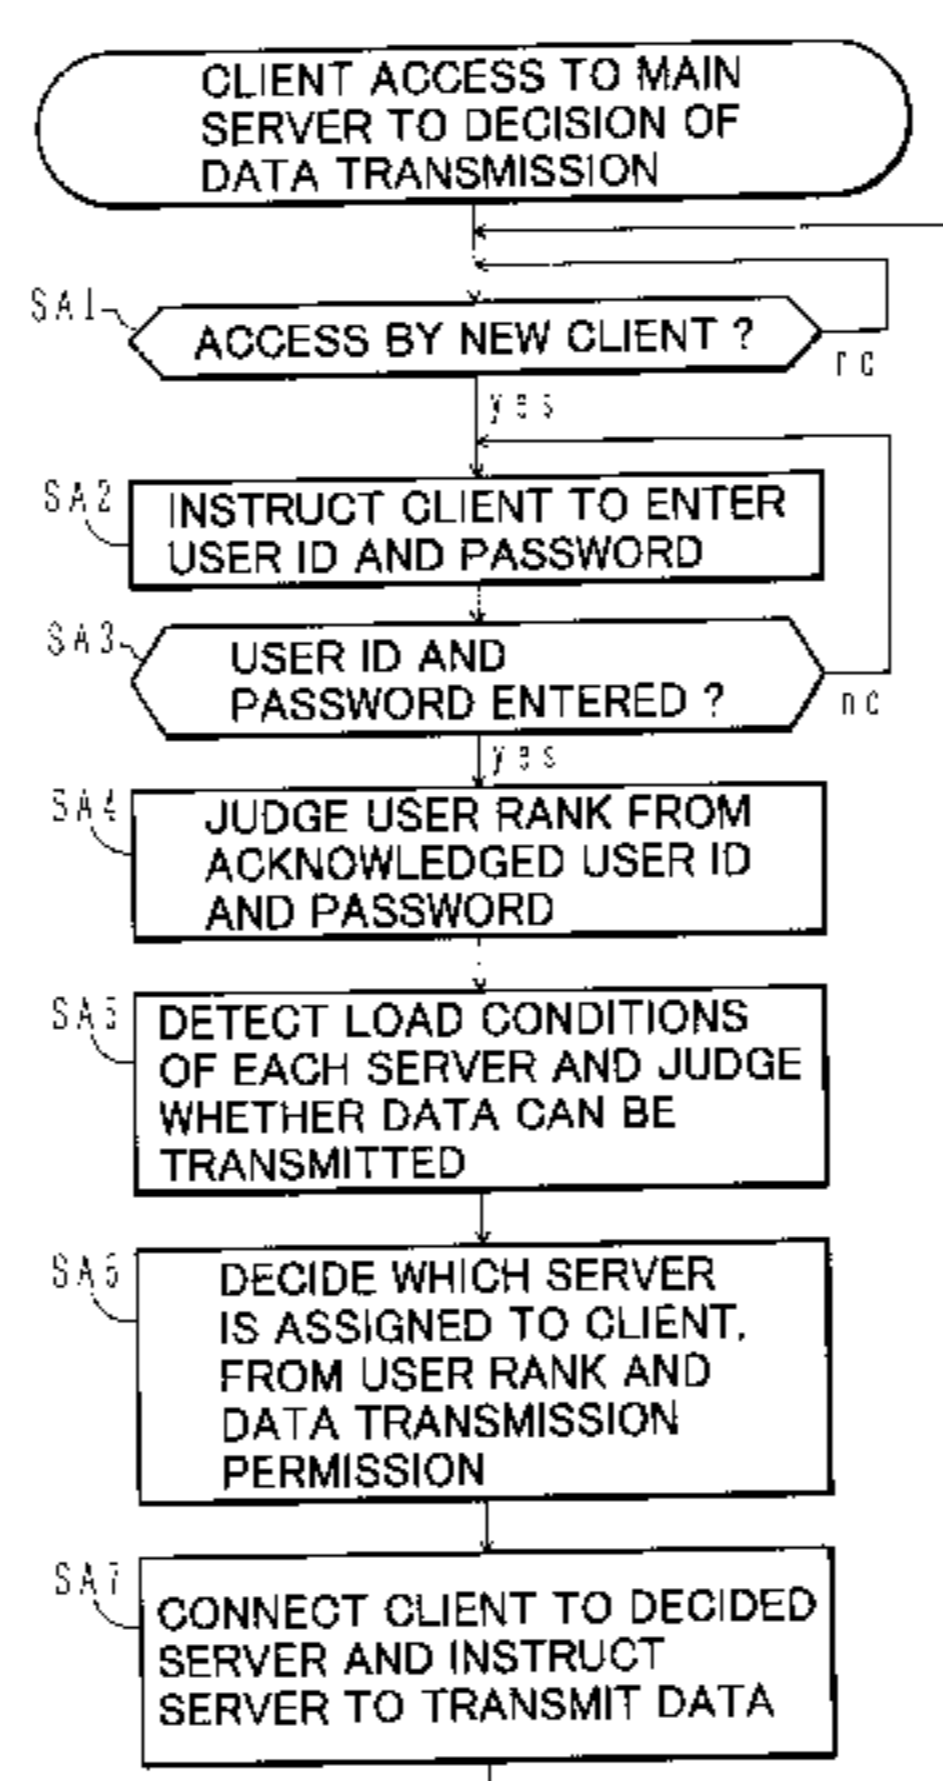 CLIENT ACCESS TO MAIN
SERVER TO DECISION OF
DATA TRANSMISSION
SA1
ACCESS BY NEW CLIENT ?
no
yes
SA2
INSTRUCT CLIENT TO ENTER
USER ID AND PASSWORD
SA3
USER ID AND
PASSWORD ENTERED ?
no
yes
SA4
JUDGE USER RANK FROM
ACKNOWLEDGED USER ID
AND PASSWORD
SA5
DETECT LOAD CONDITIONS
OF EACH SERVER AND JUDGE
WHETHER DATA CAN BE
TRANSMITTED
SA6
DECIDE WHICH SERVER
IS ASSIGNED TO CLIENT,
FROM USER RANK AND
DATA TRANSMISSION
PERMISSION
SA7
CONNECT CLIENT TO DECIDED
SERVER AND INSTRUCT
SERVER TO TRANSMIT DATA